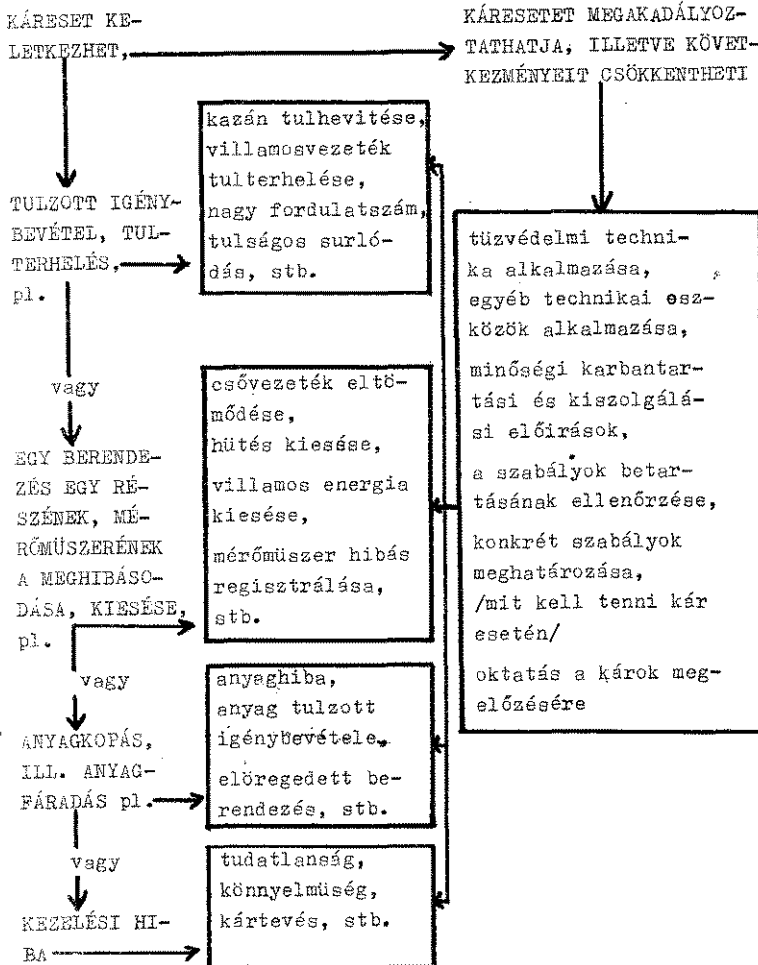 KÁRESET KE-
LETKEZHET,
KÁRESETET MEGAKADÁLYOZ-
TATHATJA, ILLETVE KÖVET-
KEZMÉNYEIT CSÖKKENTHETI
TULZOTT IGÉNY-
BEVÉTEL, TUL-
TERHELÉS,
pl.
kazán tulhevitése,
villamosvezeték
tulterhelése,
nagy fordulatszám,
tulságos surló-
dás, stb.
vagy
EGY BERENDE-
ZÉS EGY RÉ-
SZÉNEK, MÉ-
RŐMÜSZERÉNEK
A MEGHIBÁSO-
DÁSA, KIESÉSE,
pl.
csővezeték eltö-
mődése,
hütés kiesése,
villamos energia
kiesése,
mérőmüszer hibás
regisztrálása,
stb.
vagy
ANYAGKOPÁS,
ILL. ANYAG-
FÁRADÁS pl.
anyaghiba,
anyag tulzott
igénybevétele,
elöregedett be-
rendezés, stb.
vagy
KEZELÉSI HI-
BA
tudatlanság,
könnyelmüség,
kártevés, stb.
tüzvédelmi techni-
ka alkalmazása,
egyéb technikai esz-
közök alkalmazása,
minőségi karbantar-
tási és kiszolgálá-
si előirások,
a szabályok betar-
tásának ellenőrzése,
konkrét szabályok
meghatározása,
/mit kell tenni kár
esetén/
oktatás a károk meg-
előzésére